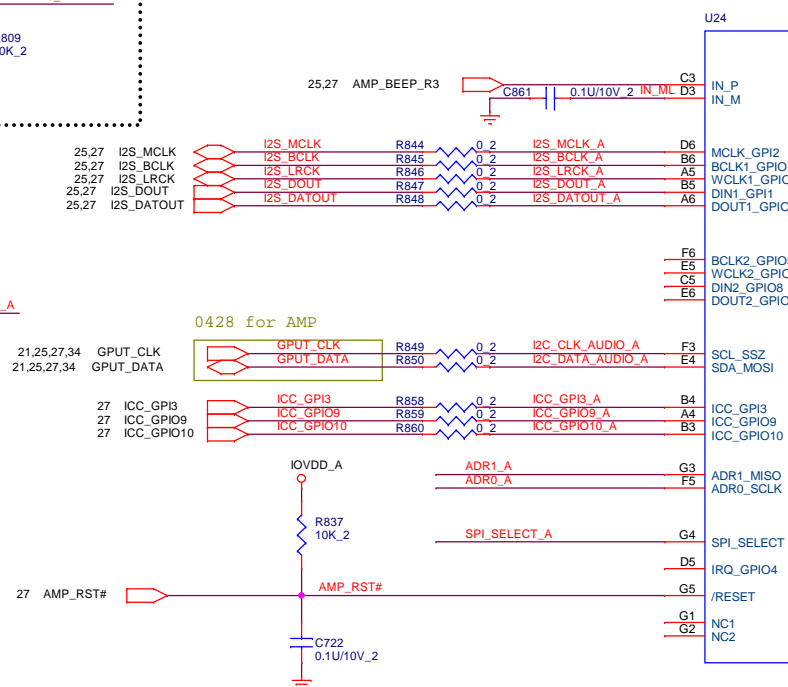 U24
809
0K_2
25,27 AMP_BEEP_R3
C3 IN_P
C861 0.1U/10V_2 IN_ML D3 IN_M
25,27 I2S_MCLK I2S_MCLK R844 0_2 I2S_MCLK_A D6 MCLK_GPI2
25,27 I2S_BCLK I2S_BCLK R845 0_2 I2S_BCLK_A B6 BCLK1_GPIO
25,27 I2S_LRCK I2S_LRCK R846 0_2 I2S_LRCK_A A5 WCLK1_GPIO
25,27 I2S_DOUT I2S_DOUT R847 0_2 I2S_DOUT_A B5 DIN1_GPI1
25,27 I2S_DATOUT I2S_DATOUT R848 0_2 I2S_DATOUT_A A6 DOUT1_GPIO
F6 BCLK2_GPIO
E5 WCLK2_GPIO
C5 DIN2_GPIO8
E6 DOUT2_GPIO
_A
0428 for AMP
21,25,27,34 GPUT_CLK GPUT_CLK R849 0_2 I2C_CLK_AUDIO_A F3 SCL_SSZ
21,25,27,34 GPUT_DATA GPUT_DATA R850 0_2 I2C_DATA_AUDIO_A E4 SDA_MOSI
27 ICC_GPI3 ICC_GPI3 R858 0_2 ICC_GPI3_A B4 ICC_GPI3
27 ICC_GPIO9 ICC_GPIO9 R859 0_2 ICC_GPIO9_A A4 ICC_GPIO9
27 ICC_GPIO10 ICC_GPIO10 R860 0_2 ICC_GPIO10_A B3 ICC_GPIO10
IOVDD_A
ADR1_A G3 ADR1_MISO
ADR0_A F5 ADR0_SCLK
R837
10K_2
SPI_SELECT_A G4 SPI_SELECT
D5 IRQ_GPIO4
27 AMP_RST# AMP_RST# G5 /RESET
G1 NC1
G2 NC2
C722
0.1U/10V_2